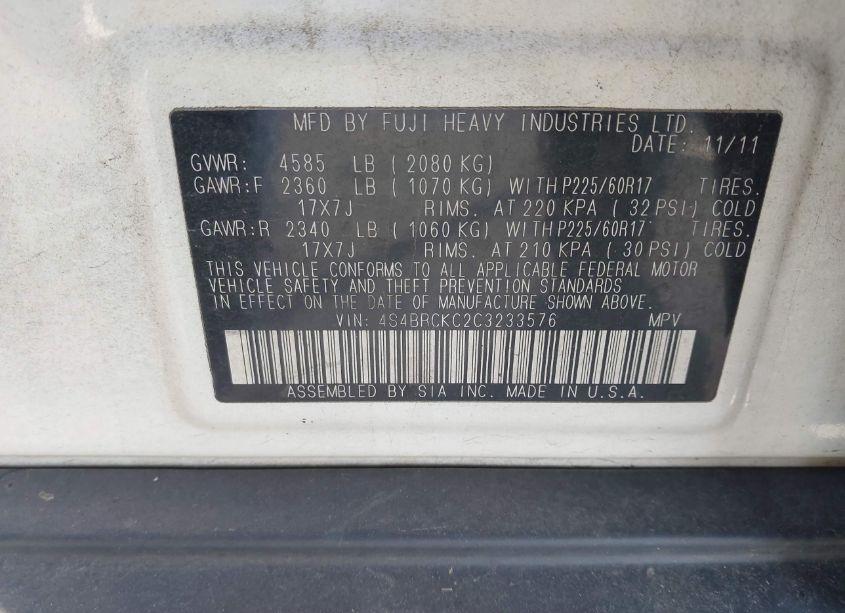 MFD BY FUJI HEAVY INDUSTRIES LTD.
DATE: 11/11
GVWR: 4585 LB ( 2080 KG)
GAWR:F 2360 LB ( 1070 KG) WITH P225/60R17 TIRES.
17X7J RIMS. AT 220 KPA ( 32 PSI) COLD
GAWR:R 2340 LB ( 1060 KG) WITH P225/60R17 TIRES.
17X7J RIMS. AT 210 KPA ( 30 PSI) COLD
THIS VEHICLE CONFORMS TO ALL APPLICABLE FEDERAL MOTOR
VEHICLE SAFETY AND THEFT PREVENTION STANDARDS
IN EFFECT ON THE DATE OF MANUFACTURE SHOWN ABOVE.
VIN: 4S4BRCKC2C3233576 MPV
ASSEMBLED BY SIA INC. MADE IN U.S.A.